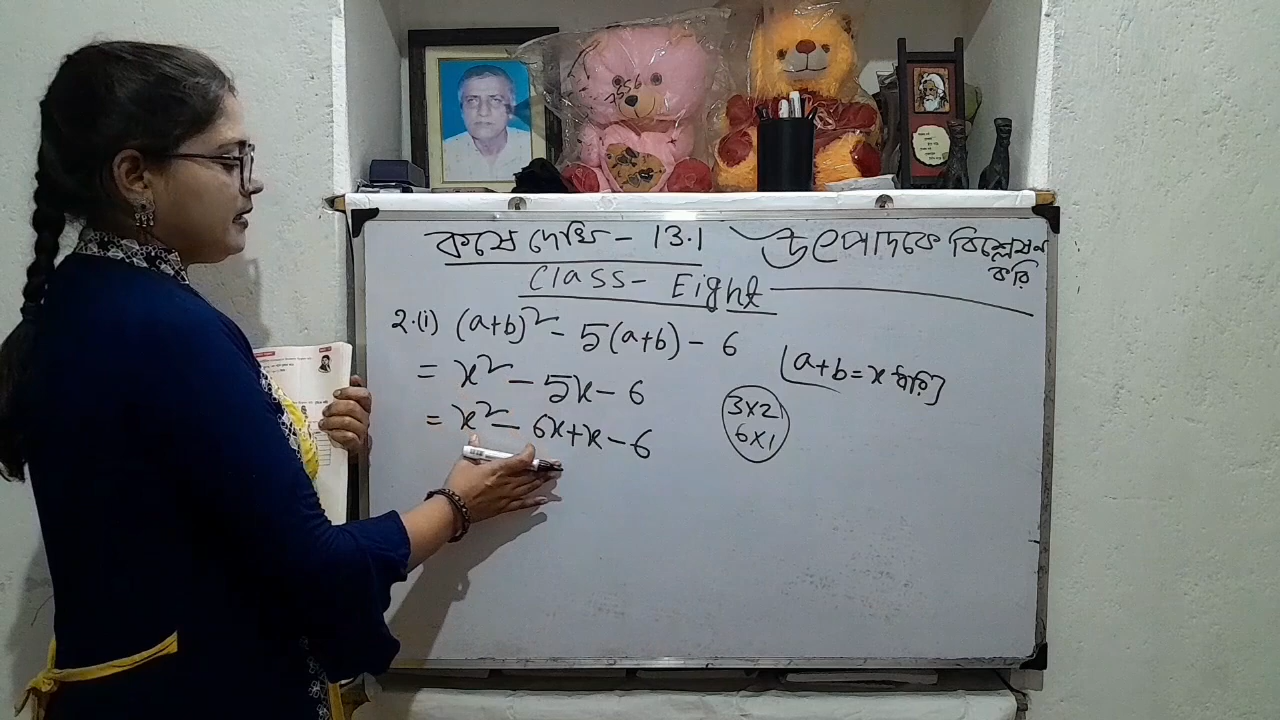 কষে দেখি - 13.1 উৎপাদকে বিশ্লেষন করি
Class- Eight
2.(i) (a+b)² - 5(a+b) - 6
= x² - 5x - 6 [a+b = x ধরি]
= x² - 6x + x - 6
3x2
6x1